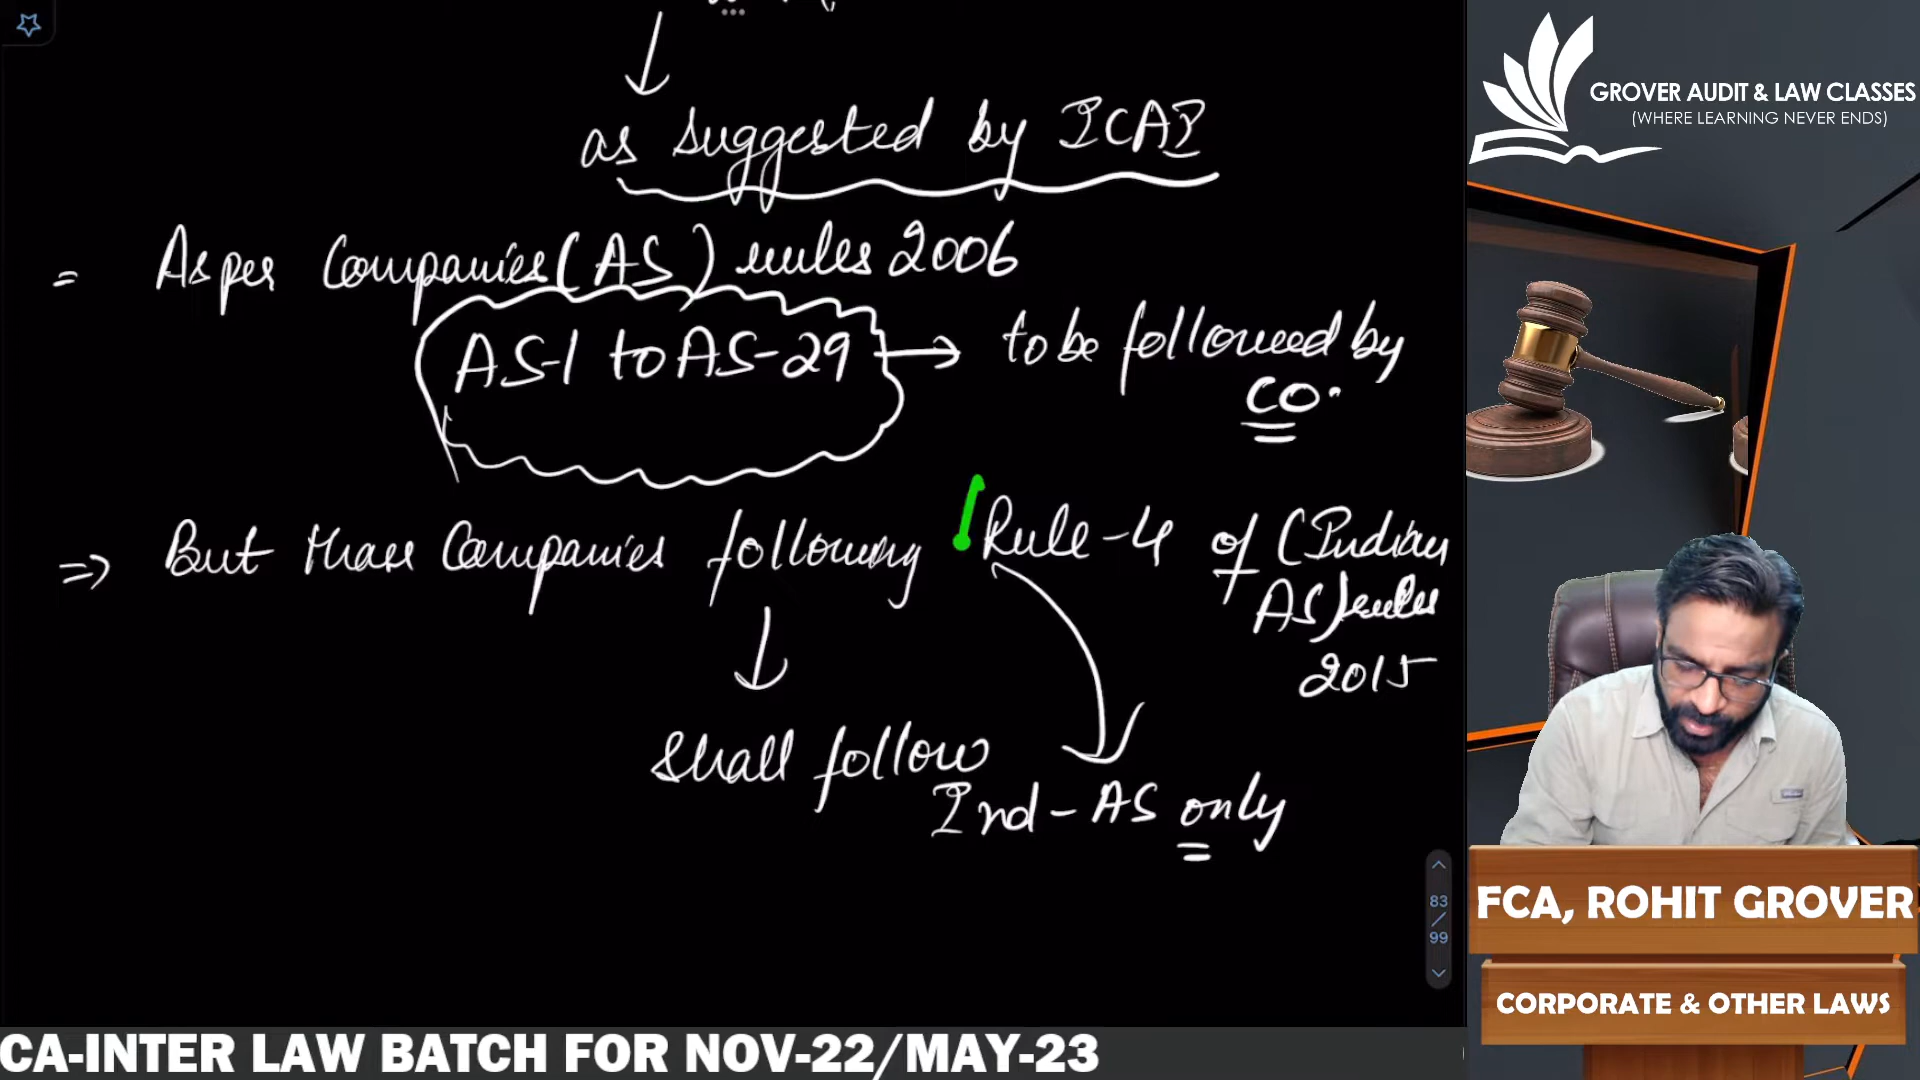 as suggested by ICAI
= As per Companies (AS) rules 2006
AS-1 to AS-29 → to be followed by
CO.
⇒ But those Companies following Rule-4 of (Indian
AS) rules
2015
shall follow
Ind-AS only
83
99
GROVER AUDIT & LAW CLASSES
(WHERE LEARNING NEVER ENDS)
FCA, ROHIT GROVER
CORPORATE & OTHER LAWS
CA-INTER LAW BATCH FOR NOV-22/MAY-23